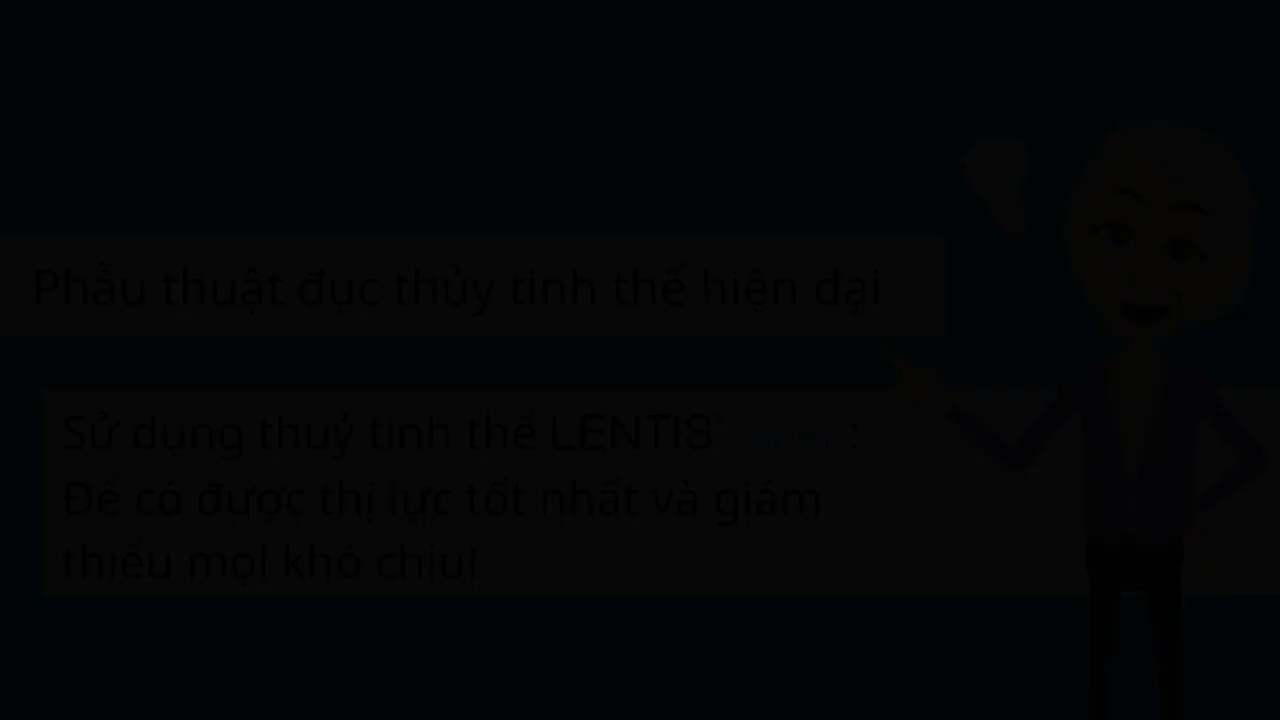 Phẫu thuật đục thủy tinh thể hiện đại
Sử dụng thuỷ tinh thể LENTIS :
Để có được thị lực tốt nhất và giảm
thiểu mọi khó chịu!